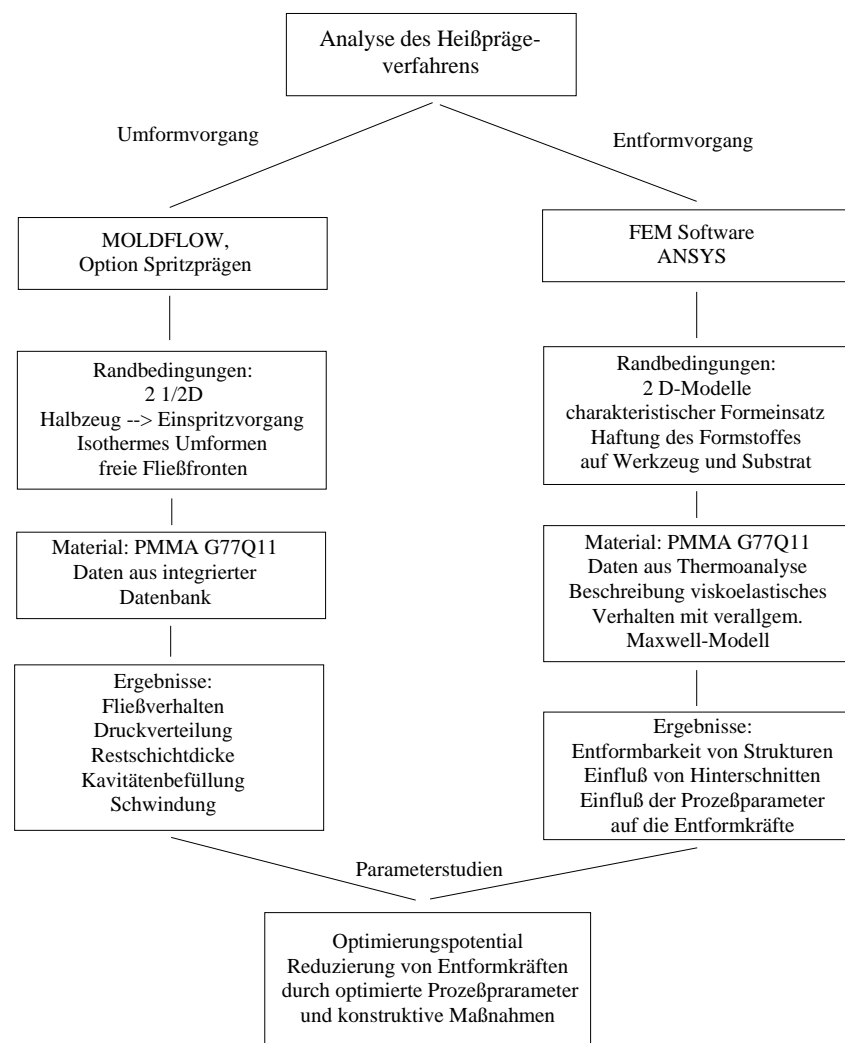 Analyse des Heißpräge-
verfahrens
Umformvorgang
Entformvorgang
MOLDFLOW,
Option Spritzprägen
FEM Software
ANSYS
Randbedingungen:
2 1/2D
Halbzeug --> Einspritzvorgang
Isothermes Umformen
freie Fließfronten
Randbedingungen:
2 D-Modelle
charakteristischer Formeinsatz
Haftung des Formstoffes
auf Werkzeug und Substrat
Material: PMMA G77Q11
Daten aus integrierter
Datenbank
Material: PMMA G77Q11
Daten aus Thermoanalyse
Beschreibung viskoelastisches
Verhalten mit verallgem.
Maxwell-Modell
Ergebnisse:
Fließverhalten
Druckverteilung
Restschichtdicke
Kavitätenbefüllung
Schwindung
Ergebnisse:
Entformbarkeit von Strukturen
Einfluß von Hinterschnitten
Einfluß der Prozeßparameter
auf die Entformkräfte
Parameterstudien
Optimierungspotential
Reduzierung von Entformkräften
durch optimierte Prozeßprarameter
und konstruktive Maßnahmen